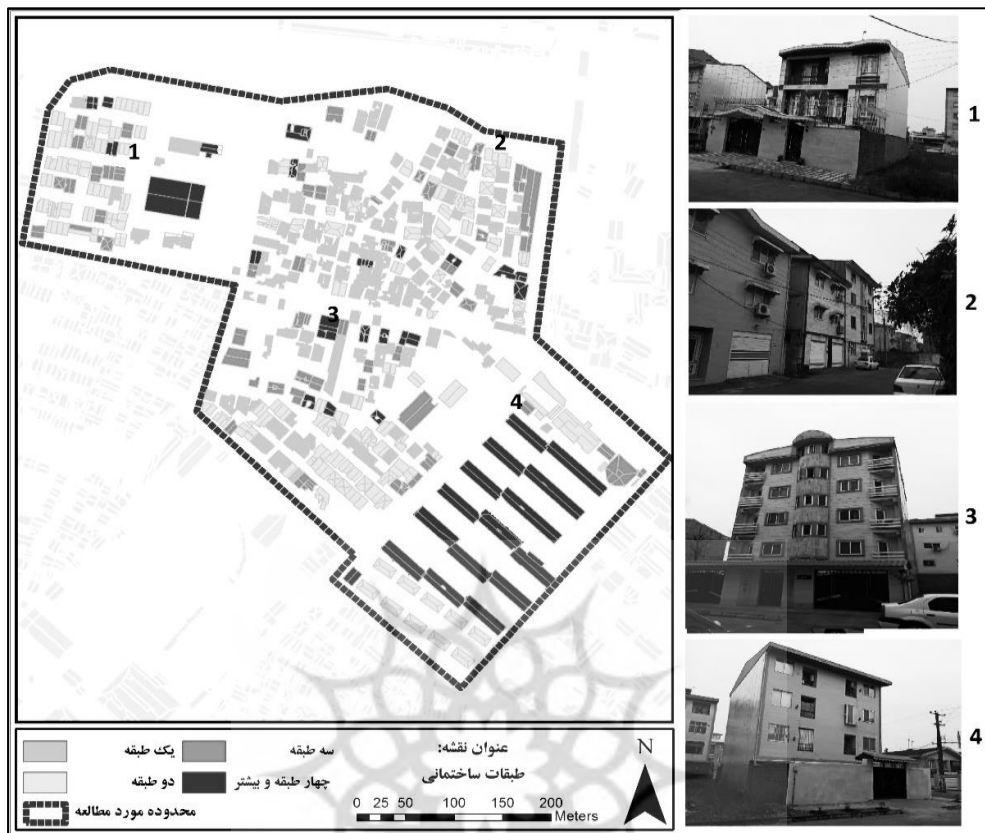 1
2
3
4
1
2
3
4
عنوان نقشه:
طبقات ساختمانی
یک طبقه
دو طبقه
سه طبقه
چهار طبقه و بیشتر
محدوده مورد مطالعه
N
0 25 50 100 150 200
Meters